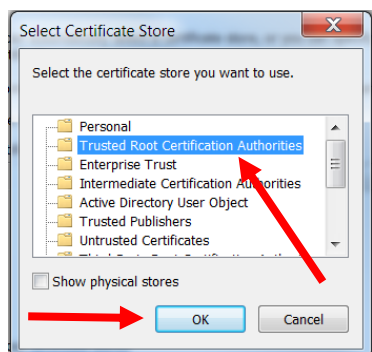 Select Certificate Store
Select the certificate store you want to use.
Personal
Trusted Root Certification Authorities
Enterprise Trust
Intermediate Certification Authorities
Active Directory User Object
Trusted Publishers
Untrusted Certificates
Show physical stores
OK Cancel